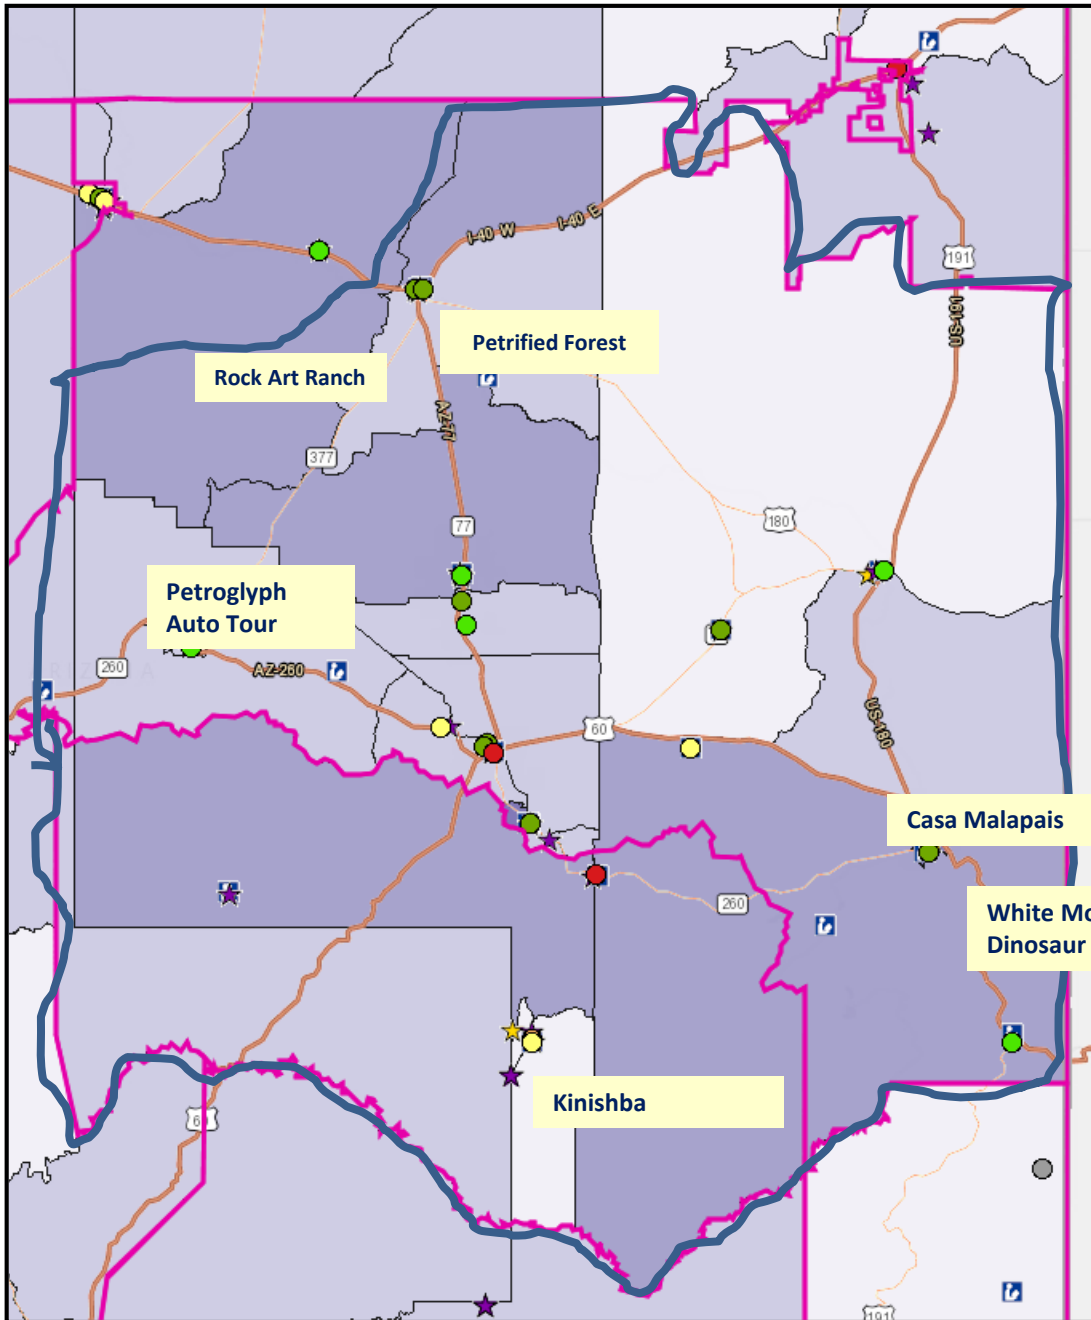 I-40 W
I-40 E
191
US-191
Petrified Forest
Rock Art Ranch
AZ-77
377
77
180
Petroglyph
Auto Tour
260
AZ-260
60
US-180
Casa Malapais
260
White Mo
Dinosaur
Kinishba
191